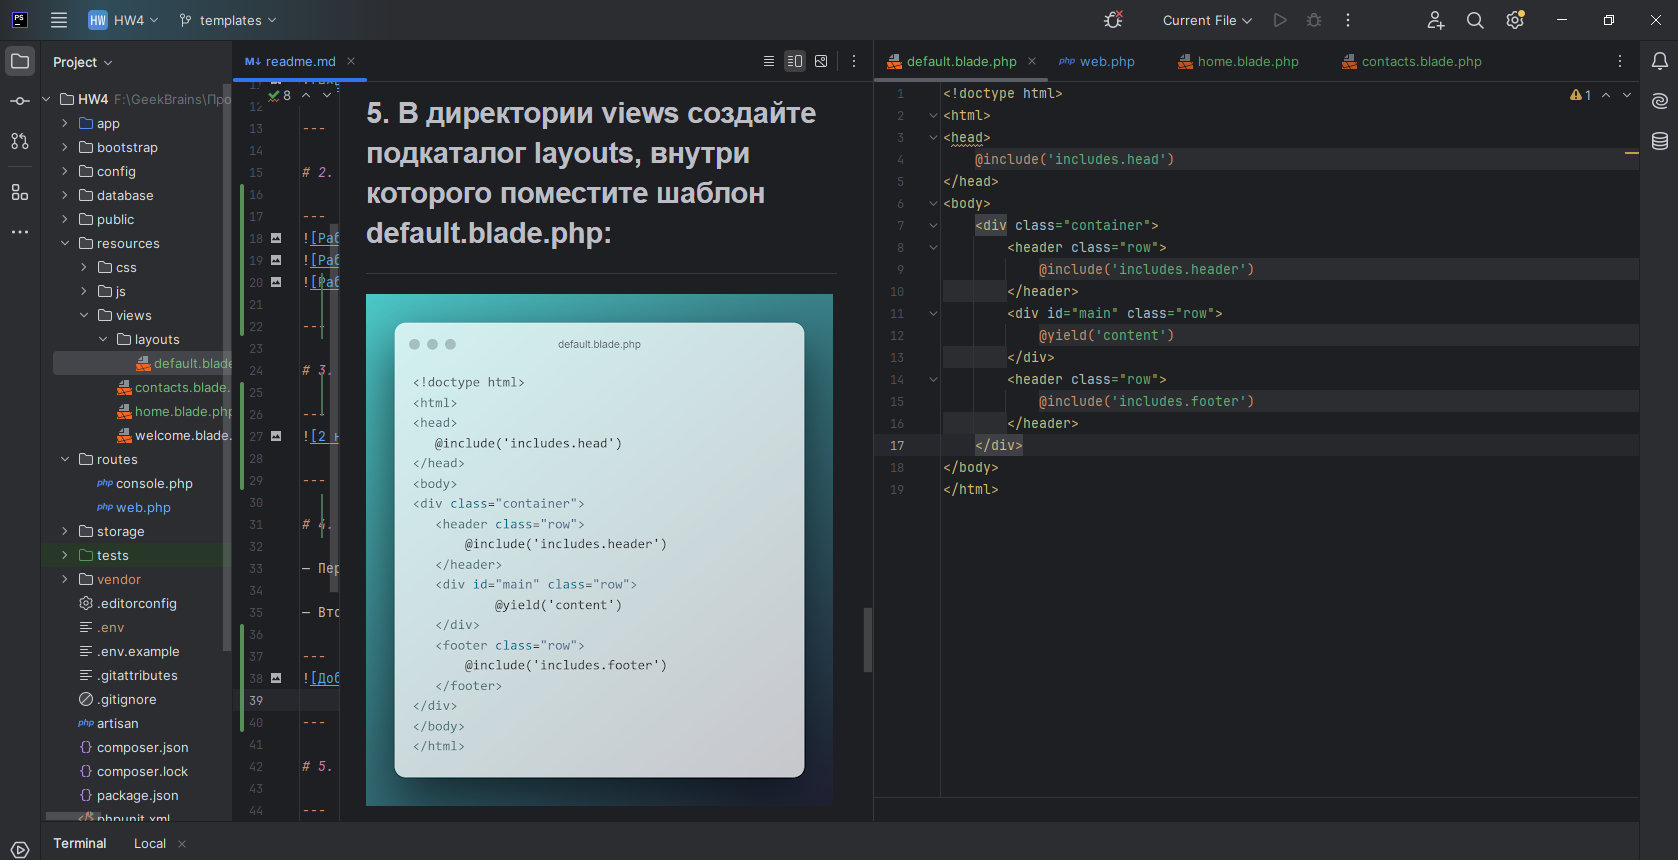 PS
HW HW4
templates
Current File
Project
HW4 F:\GeekBrains\Про
app
bootstrap
config
database
public
resources
css
js
views
layouts
default.blade
contacts.blade.
home.blade.php
welcome.blade.
routes
php console.php
php web.php
storage
tests
vendor
.editorconfig
.env
.env.example
.gitattributes
.gitignore
php artisan
{} composer.json
{} composer.lock
{} package.json
phpunit.xml
M↓ readme.md
8
12
13 ---
14
15 # 2.
16
17 ---
18 ![Раб
19 ![Раб
20 ![Раб
21
22 ---
23
24 # 3.
25
26 ---
27 ![2 н
28
29 ---
30
31 # 4.
32
33 — Пер
34
35 — Вто
36
37 ---
38 ![Доб
39
40 ---
41
42 # 5.
43
44 ---
5. В директории views создайте
подкаталог layouts, внутри
которого поместите шаблон
default.blade.php:
default.blade.php
<!doctype html>
<html>
<head>
@include('includes.head')
</head>
<body>
<div class="container">
<header class="row">
@include('includes.header')
</header>
<div id="main" class="row">
@yield('content')
</div>
<footer class="row">
@include('includes.footer')
</footer>
</div>
</body>
</html>
default.blade.php
php web.php
home.blade.php
contacts.blade.php
1
1 <!doctype html>
2 <html>
3 <head>
4 @include('includes.head')
5 </head>
6 <body>
7 <div class="container">
8 <header class="row">
9 @include('includes.header')
10 </header>
11 <div id="main" class="row">
12 @yield('content')
13 </div>
14 <header class="row">
15 @include('includes.footer')
16 </header>
17 </div>
18 </body>
19 </html>
Terminal Local